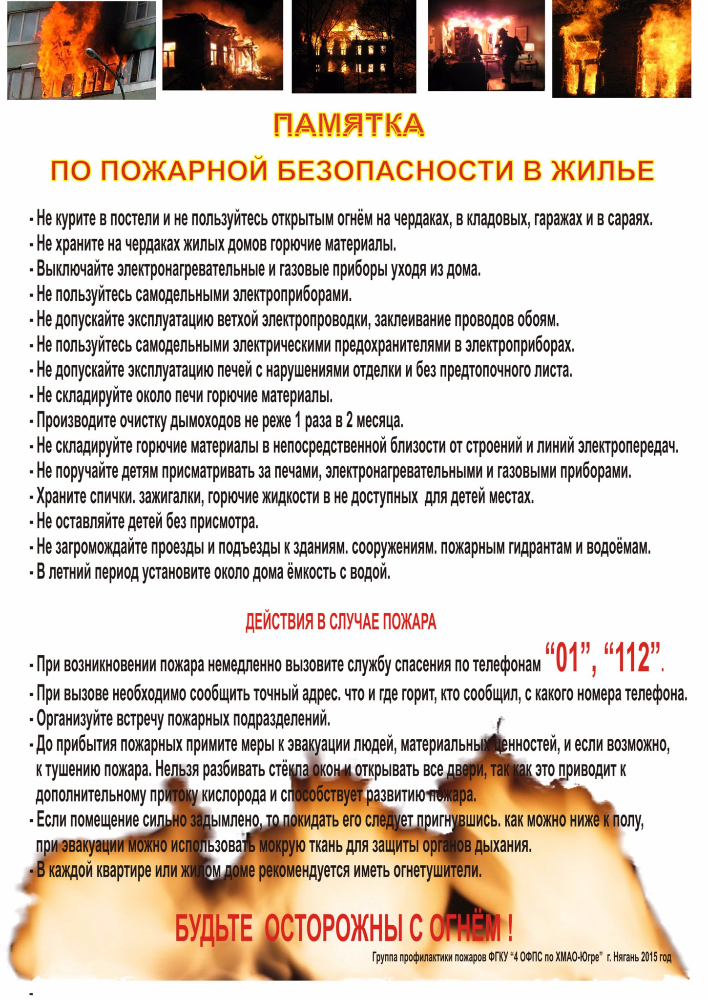 ПАМЯТКА
ПО ПОЖАРНОЙ БЕЗОПАСНОСТИ В ЖИЛЬЕ
- Не курите в постели и не пользуйтесь открытым огнём на чердаках, в кладовых, гаражах и в сараях.
- Не храните на чердаках жилых домов горючие материалы.
- Выключайте электронагревательные и газовые приборы уходя из дома.
- Не пользуйтесь самодельными электроприборами.
- Не допускайте эксплуатацию ветхой электропроводки, заклеивание проводов обоям.
- Не пользуйтесь самодельными электрическими предохранителями в электроприборах.
- Не допускайте эксплуатацию печей с нарушениями отделки и без предтопочного листа.
- Не складируйте около печи горючие материалы.
- Производите очистку дымоходов не реже 1 раза в 2 месяца.
- Не складируйте горючие материалы в непосредственной близости от строений и линий электропередач.
- Не поручайте детям присматривать за печами, электронагревательными и газовыми приборами.
- Храните спички. зажигалки, горючие жидкости в не доступных для детей местах.
- Не оставляйте детей без присмотра.
- Не загромождайте проезды и подъезды к зданиям. сооружениям. пожарным гидрантам и водоёмам.
- В летний период установите около дома ёмкость с водой.
ДЕЙСТВИЯ В СЛУЧАЕ ПОЖАРА
- При возникновении пожара немедленно вызовите службу спасения по телефонам “01”, “112”.
- При вызове необходимо сообщить точный адрес. что и где горит, кто сообщил, с какого номера телефона.
- Организуйте встречу пожарных подразделений.
- До прибытия пожарных примите меры к эвакуации людей, материальных ценностей, и если возможно,
к тушению пожара. Нельзя разбивать стёкла окон и открывать все двери, так как это приводит к
дополнительному притоку кислорода и способствует развитию пожара.
- Если помещение сильно задымлено, то покидать его следует пригнувшись. как можно ниже к полу,
при эвакуации можно использовать мокрую ткань для защиты органов дыхания.
- В каждой квартире или жилом доме рекомендуется иметь огнетушители.
БУДЬТЕ ОСТОРОЖНЫ С ОГНЁМ !
Группа профилактики пожаров ФГКУ “4 ОФПС по ХМАО-Югре” г. Нягань 2015 год
-